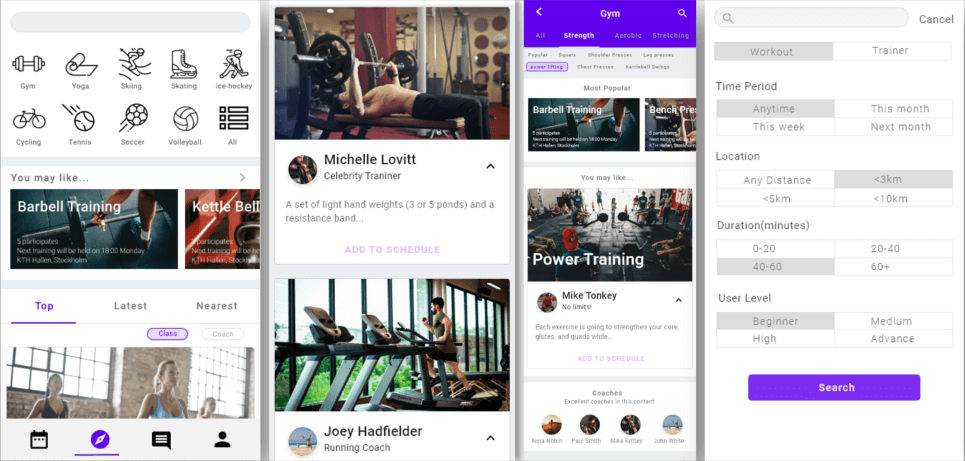 Gym
Yoga
Skiing
Skating
ice-hockey
Cycling
Tennis
Soccer
Volleyball
All
You may like...
Barbell Training
5 participates
Next training will be held on 18:00 Monday
KTH Hallen, Stockholm
Kettle Bell
5 participates
Next training will be he
KTH Hallen, Stockholm
Top
Latest
Nearest
Class
Coach
Michelle Lovitt
Celebrity Traniner
A set of light hand weights (3 or 5 ponds) and a
resistance band...
ADD TO SCHEDULE
Joey Hadfielder
Running Coach
Gym
All
Strength
Aerobic
Stretching
Popular
Squats
Shoulder Presses
Leg presses
power lifting
Chest Presses
Kettlebell Swings
Most Popular
Barbell Training
5 participates
Next training will be held on 18:00 Monday
KTH Hallen, Stockholm
Bench Pres
5 participates
Next training
KTH Hallen, St
You may like...
Power Training
Mike Tonkey
No limits!
Each exercise is going to strengthen your core,
glutes, and quads while...
ADD TO SCHEDULE
Coaches
Excellent coaches in this content
Nola Nobin
Paul Smith
Mike Kritley
John White
Cancel
Workout
Trainer
Time Period
Anytime
This month
This week
Next month
Location
Any Distance
<3km
<5km
<10km
Duration(minutes)
0-20
20-40
40-60
60+
User Level
Beginner
Medium
High
Advance
Search